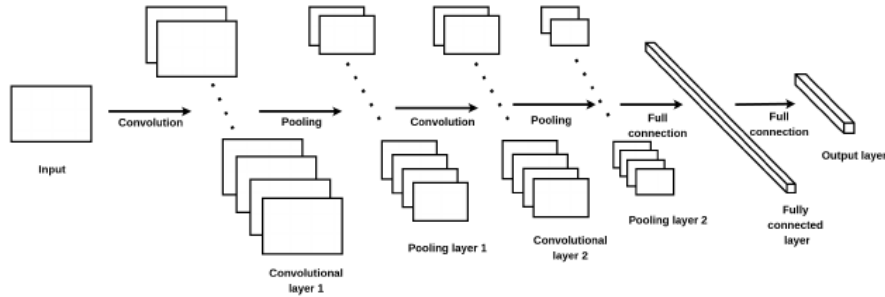 Input
Convolution
Convolutional
layer 1
Pooling
Pooling layer 1
Convolution
Convolutional
layer 2
Pooling
Pooling layer 2
Full
connection
Fully
connected
layer
Full
connection
Output layer